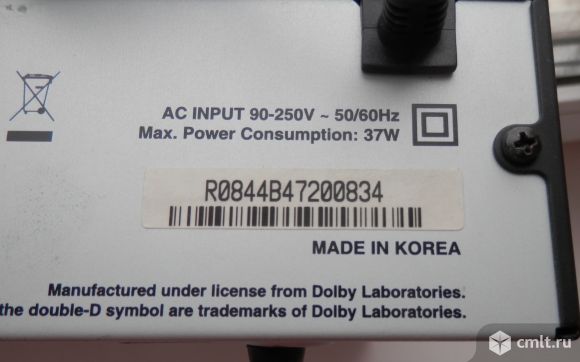 AC INPUT 90-250V ~ 50/60Hz
Max. Power Consumption: 37W
R0844B47200834
MADE IN KOREA
Manufactured under license from Dolby Laboratories.
the double-D symbol are trademarks of Dolby Laboratories.
cmlt.ru